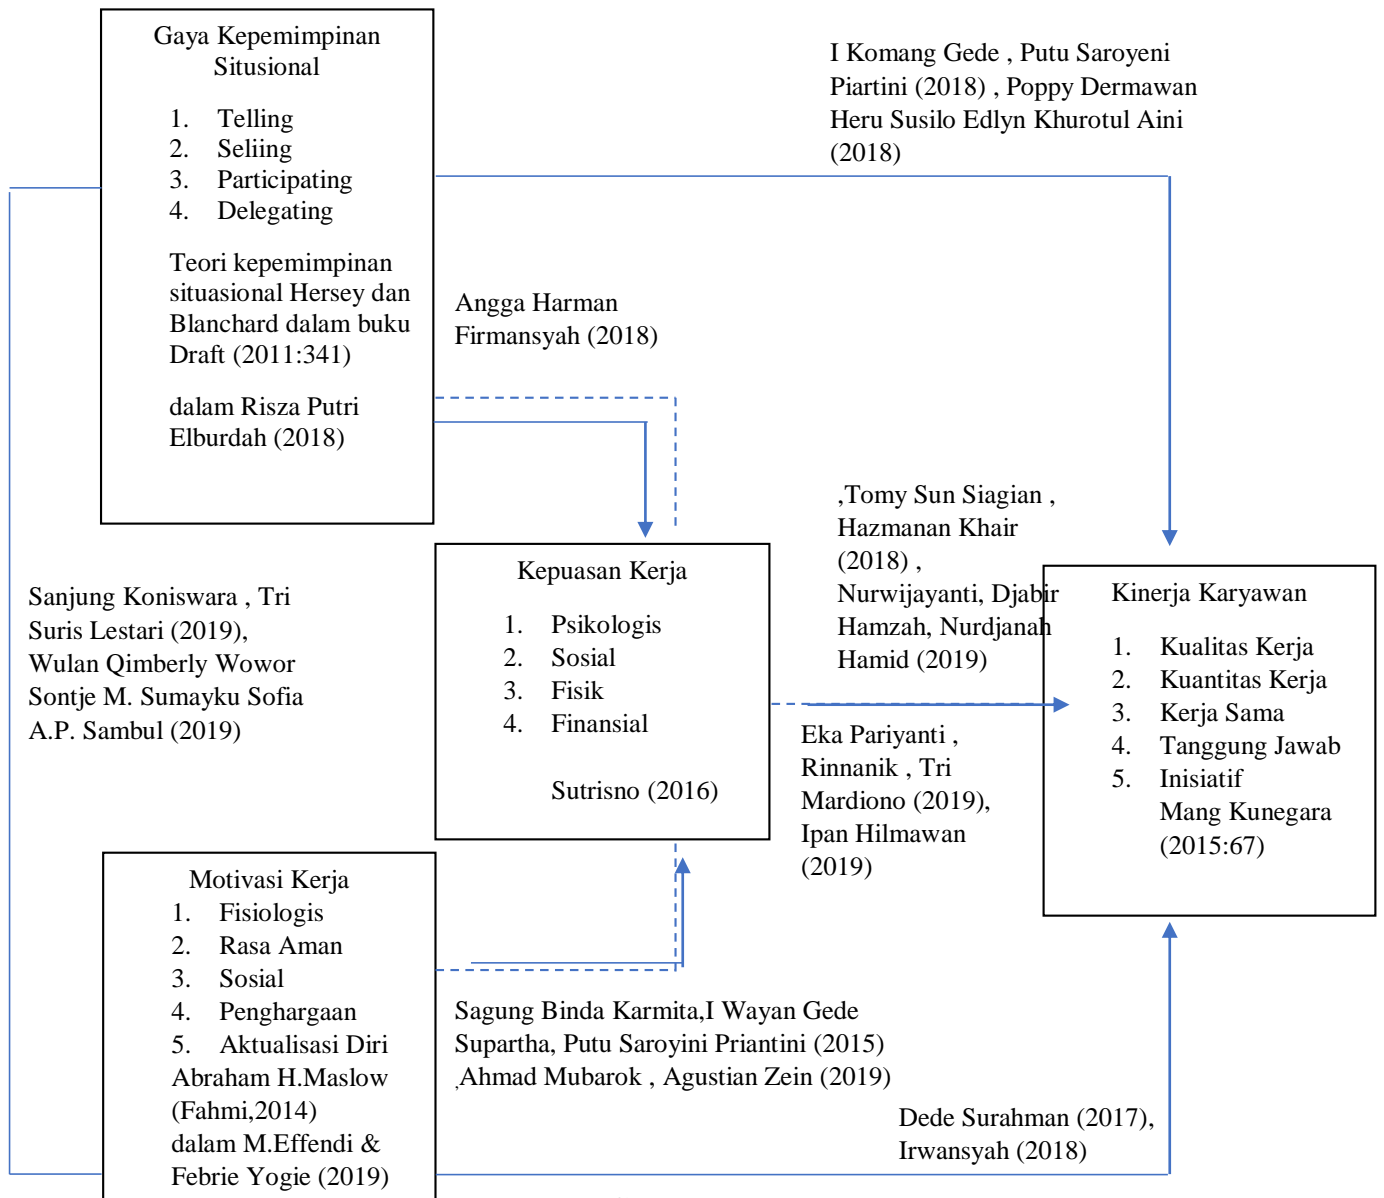 Gaya Kepemimpinan
Situsional
1. Telling
2. Seliing
3. Participating
4. Delegating
Teori kepemimpinan
situasional Hersey dan
Blanchard dalam buku
Draft (2011:341)
dalam Risza Putri
Elburdah (2018)
I Komang Gede , Putu Saroyeni
Piartini (2018) , Poppy Dermawan
Heru Susilo Edlyn Khurotul Aini
(2018)
Angga Harman
Firmansyah (2018)
,Tomy Sun Siagian ,
Hazmanan Khair
(2018) ,
Nurwijayanti, Djabir
Hamzah, Nurdjanah
Hamid (2019)
Sanjung Koniswara , Tri
Suris Lestari (2019),
Wulan Qimberly Wowor
Sontje M. Sumayku Sofia
A.P. Sambul (2019)
Kepuasan Kerja
1. Psikologis
2. Sosial
3. Fisik
4. Finansial
Sutrisno (2016)
Kinerja Karyawan
1. Kualitas Kerja
2. Kuantitas Kerja
3. Kerja Sama
4. Tanggung Jawab
5. Inisiatif
Mang Kunegara
(2015:67)
Eka Pariyanti ,
Rinnanik , Tri
Mardiono (2019),
Ipan Hilmawan
(2019)
Motivasi Kerja
1. Fisiologis
2. Rasa Aman
3. Sosial
4. Penghargaan
5. Aktualisasi Diri
Abraham H.Maslow
(Fahmi,2014)
dalam M.Effendi &
Febrie Yogie (2019)
Sagung Binda Karmita,I Wayan Gede
Supartha, Putu Saroyini Priantini (2015)
,Ahmad Mubarok , Agustian Zein (2019)
Dede Surahman (2017),
Irwansyah (2018)